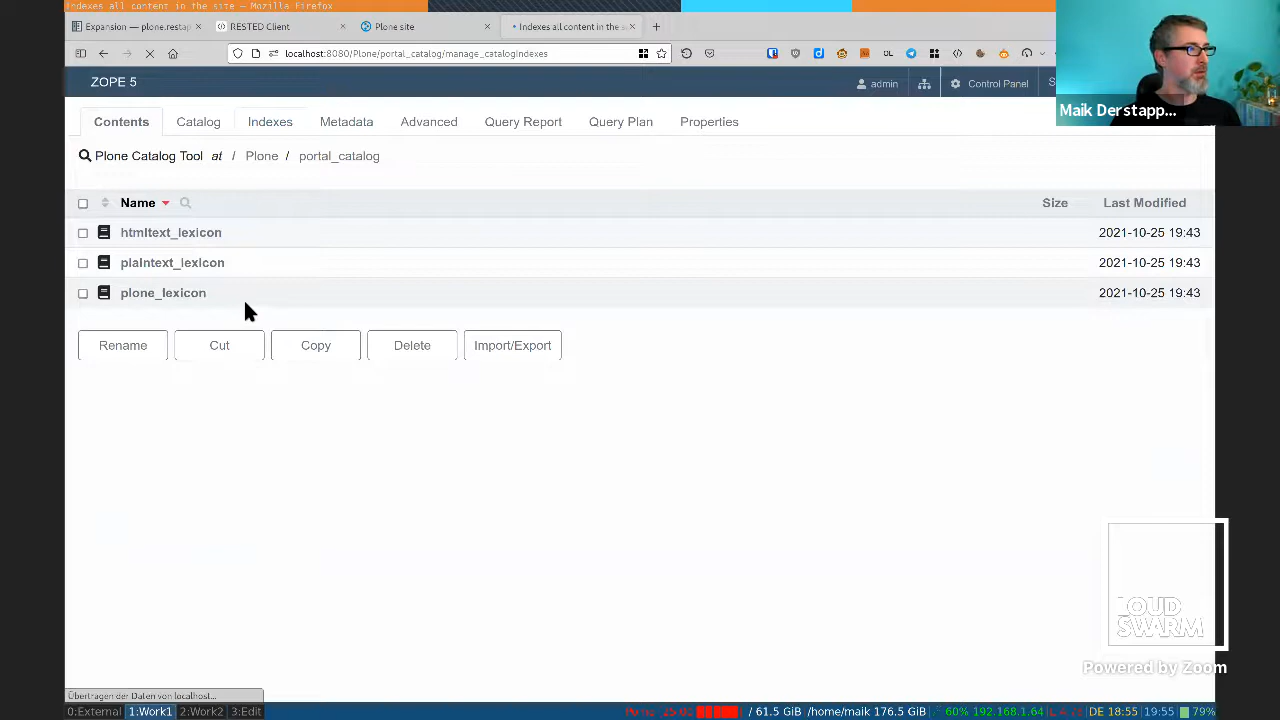 Indexes all content in the site — Mozilla Firefox
Expansion — plone.restap
RESTED Client
Plone site
Indexes all content in the s
localhost:8080/Plone/portal_catalog/manage_catalogIndexes
OL
ZOPE 5
admin
Control Panel
S
Contents
Catalog
Indexes
Metadata
Advanced
Query Report
Query Plan
Properties
Maik Derstapp...
Plone Catalog Tool at / Plone / portal_catalog
Name
Size
Last Modified
htmltext_lexicon
2021-10-25 19:43
plaintext_lexicon
2021-10-25 19:43
plone_lexicon
2021-10-25 19:43
Rename
Cut
Copy
Delete
Import/Export
LOUD
SWARM
Powered by Zoom
Übertragen der Daten von localhost...
0:External 1:Work1 2:Work2 3:Edit
/ 61.5 GiB /home/maik 176.5 GiB
60% 192.168.1.64
DE 18:55 19:55 79%